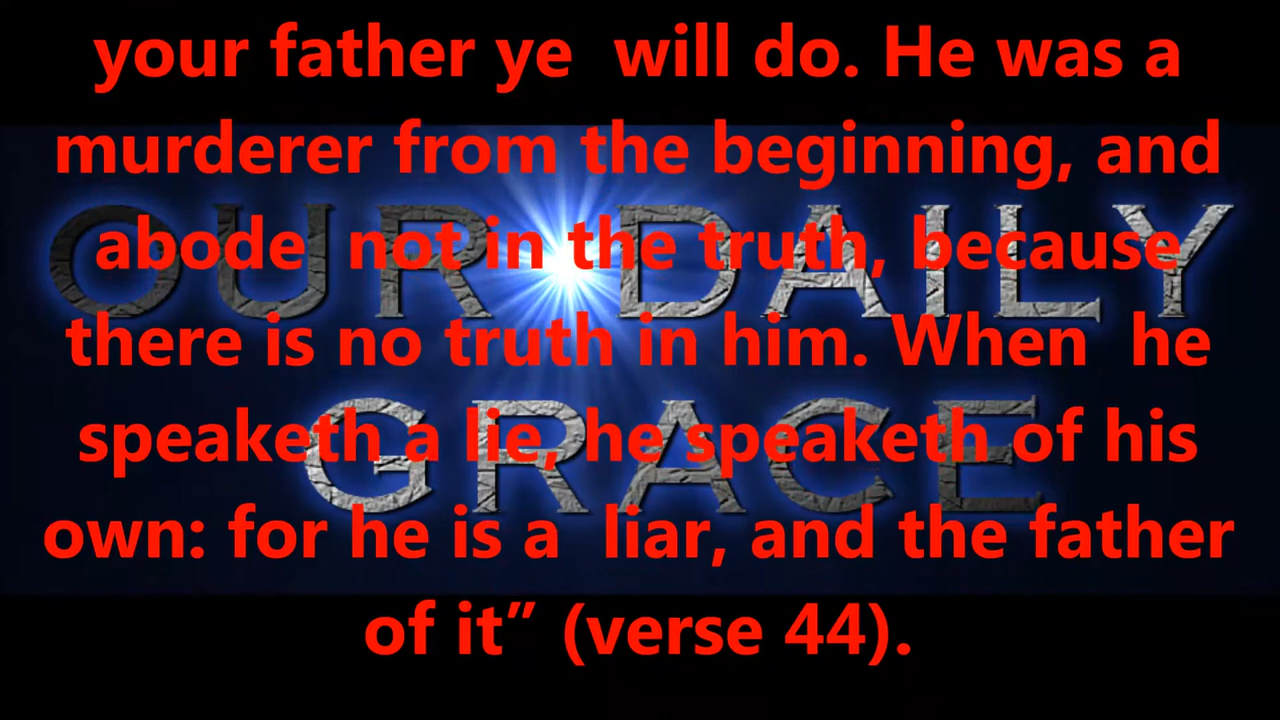 your father ye will do. He was a
murderer from the beginning, and
abode not in the truth, because
there is no truth in him. When he
speaketh a lie, he speaketh of his
own: for he is a liar, and the father
of it” (verse 44).
OUR DAILY
GRACE